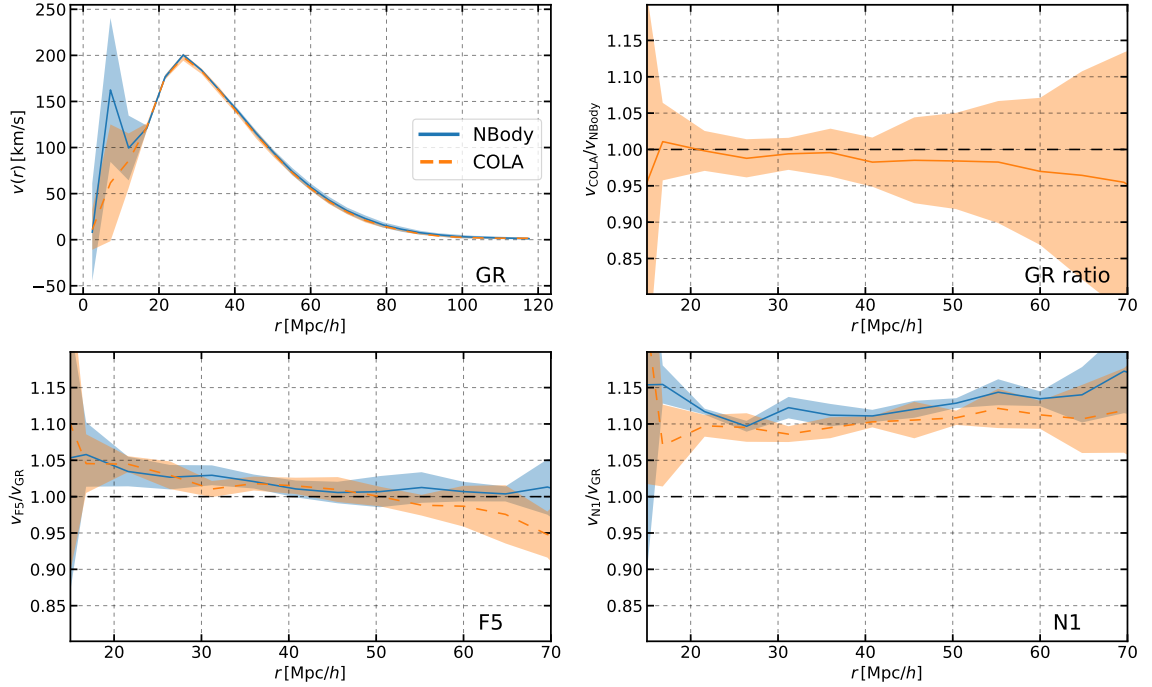 250
200
150
100
50
0
−50
v(r) [km/s]
NBody
COLA
GR
0 20 40 60 80 100 120
r [Mpc/h]
1.15
1.10
1.05
1.00
0.95
0.90
0.85
v_COLA/v_NBody
GR ratio
20 30 40 50 60 70
r [Mpc/h]
1.15
1.10
1.05
1.00
0.95
0.90
0.85
v_F5/v_GR
F5
20 30 40 50 60 70
r [Mpc/h]
1.15
1.10
1.05
1.00
0.95
0.90
0.85
v_N1/v_GR
N1
20 30 40 50 60 70
r [Mpc/h]